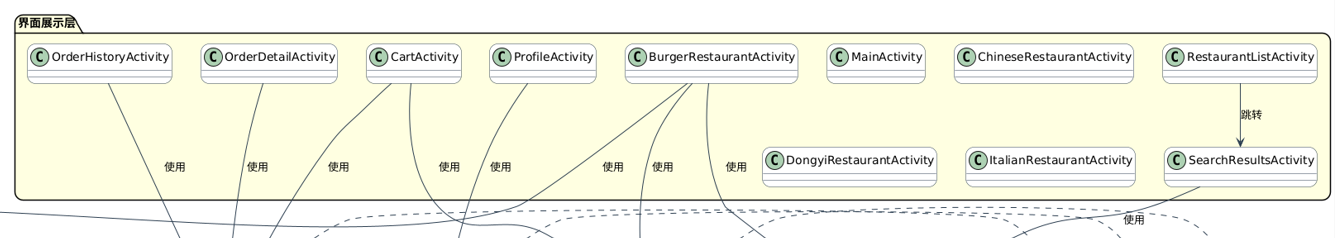 界面展示层
C OrderHistoryActivity
C OrderDetailActivity
C CartActivity
C ProfileActivity
C BurgerRestaurantActivity
C MainActivity
C ChineseRestaurantActivity
C RestaurantListActivity
跳转
使用
使用
使用
使用
使用
使用
使用
使用
C DongyiRestaurantActivity
C ItalianRestaurantActivity
C SearchResultsActivity
使用